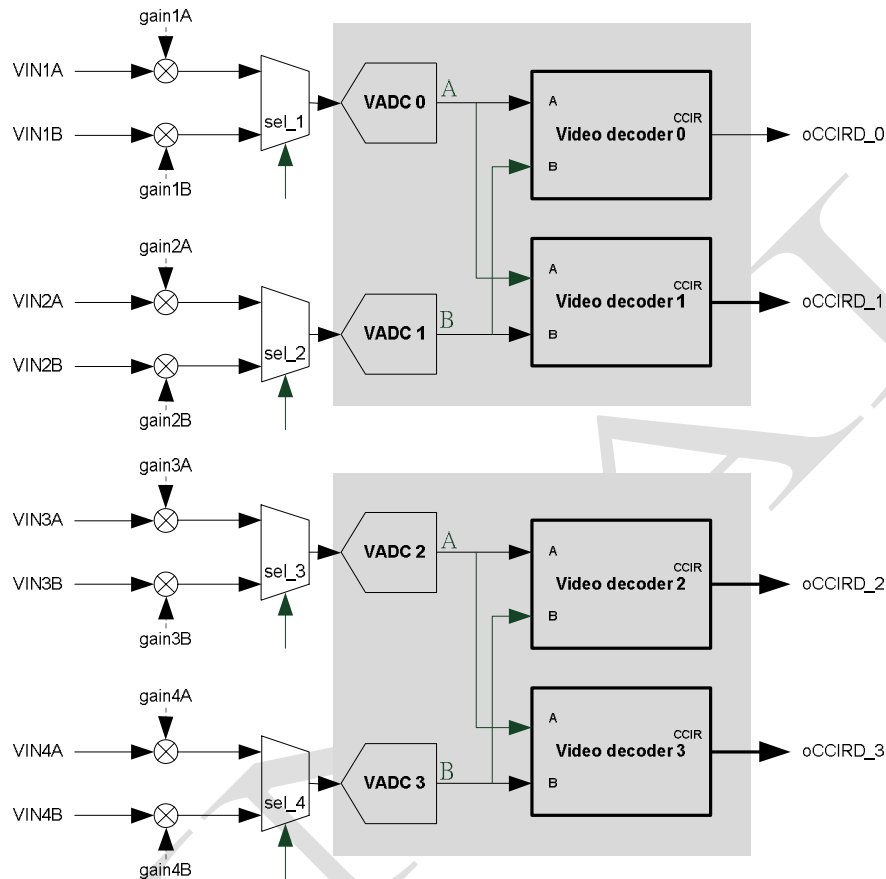 gain1A
VIN1A
VADC 0
A
A
CCIR
sel_1
Video decoder 0
oCCIRD_0
VIN1B
B
gain1B
gain2A
A
CCIR
VIN2A
VADC 1
B
Video decoder 1
oCCIRD_1
B
sel_2
VIN2B
gain2B
gain3A
VIN3A
VADC 2
A
A
CCIR
sel_3
Video decoder 2
oCCIRD_2
VIN3B
B
gain3B
gain4A
A
CCIR
VIN4A
VADC 3
B
Video decoder 3
oCCIRD_3
B
sel_4
VIN4B
gain4B